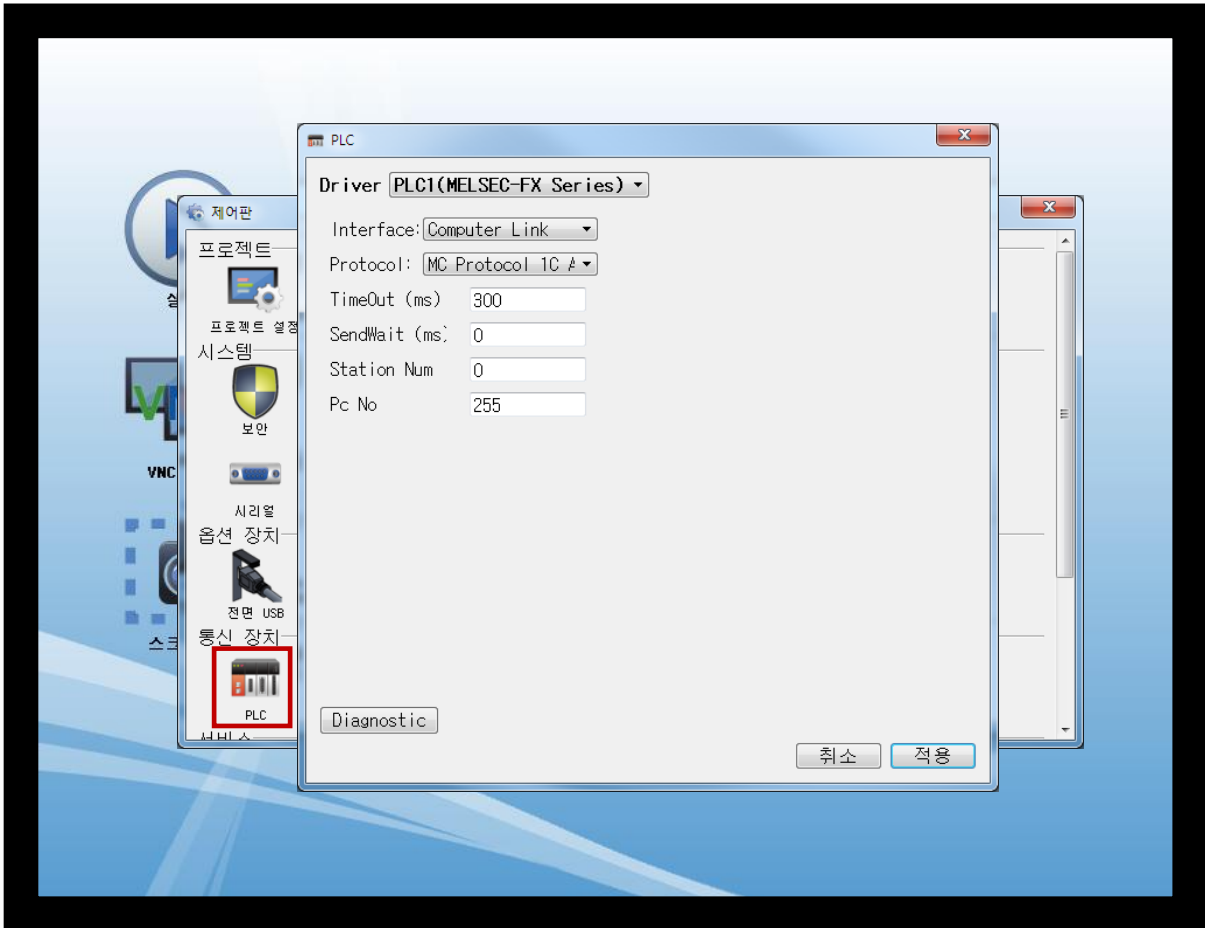 PLC
Driver PLC1(MELSEC-FX Series)
Interface: Computer Link
Protocol: MC Protocol 1C
TimeOut (ms) 300
SendWait (ms) 0
Station Num 0
Pc No 255
Diagnostic
취소 적용
제어판
프로젝트
프로젝트 설정
시스템
보안
시리얼
옵션 장치
전면 USB
통신 장치
PLC
VNC